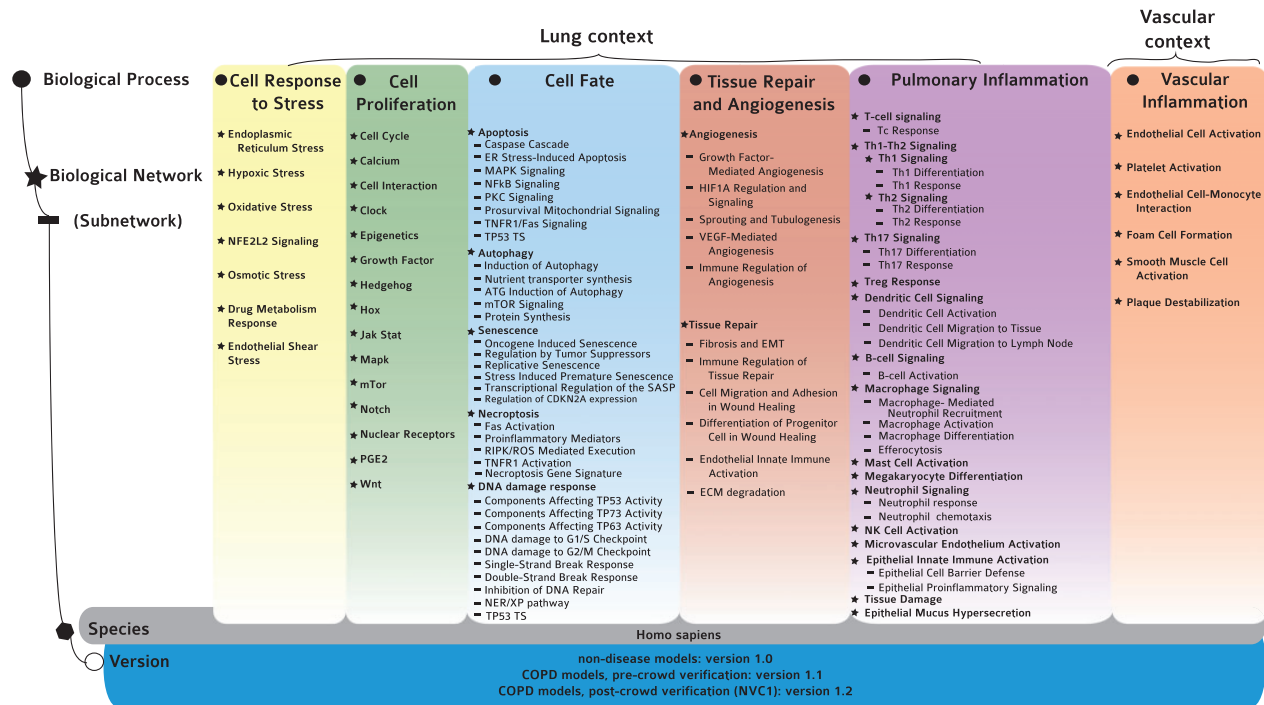 Lung context
Vascular
context
Biological Process
Biological Network
(Subnetwork)
Cell Response
to Stress
Endoplasmic
Reticulum Stress
Hypoxic Stress
Oxidative Stress
NFE2L2 Signaling
Osmotic Stress
Drug Metabolism
Response
Endothelial Shear
Stress
Cell
Proliferation
Cell Cycle
Calcium
Cell Interaction
Clock
Epigenetics
Growth Factor
Hedgehog
Hox
Jak Stat
Mapk
mTor
Notch
Nuclear Receptors
PGE2
Wnt
Cell Fate
Apoptosis
Caspase Cascade
ER Stress-Induced Apoptosis
MAPK Signaling
NFkB Signaling
PKC Signaling
Prosurvival Mitochondrial Signaling
TNFR1/Fas Signaling
TP53 TS
Autophagy
Induction of Autophagy
Nutrient transporter synthesis
ATG Induction of Autophagy
mTOR Signaling
Protein Synthesis
Senescence
Oncogene Induced Senescence
Regulation by Tumor Suppressors
Replicative Senescence
Stress Induced Premature Senescence
Transcriptional Regulation of the SASP
Regulation of CDKN2A expression
Necroptosis
Fas Activation
Proinflammatory Mediators
RIPK/ROS Mediated Execution
TNFR1 Activation
Necroptosis Gene Signature
DNA damage response
Components Affecting TP53 Activity
Components Affecting TP73 Activity
Components Affecting TP63 Activity
DNA damage to G1/S Checkpoint
DNA damage to G2/M Checkpoint
Single-Strand Break Response
Double-Strand Break Response
Inhibition of DNA Repair
NER/XP pathway
TP53 TS
Tissue Repair
and Angiogenesis
Angiogenesis
Growth Factor-
Mediated Angiogenesis
HIF1A Regulation and
Signaling
Sprouting and Tubulogenesis
VEGF-Mediated
Angiogenesis
Immune Regulation of
Angiogenesis
Tissue Repair
Fibrosis and EMT
Immune Regulation of
Tissue Repair
Cell Migration and Adhesion
in Wound Healing
Differentiation of Progenitor
Cell in Wound Healing
Endothelial Innate Immune
Activation
ECM degradation
Pulmonary Inflammation
T-cell signaling
Tc Response
Th1-Th2 Signaling
Th1 Signaling
Th1 Differentiation
Th1 Response
Th2 Signaling
Th2 Differentiation
Th2 Response
Th17 Signaling
Th17 Differentiation
Th17 Response
Treg Response
Dendritic Cell Signaling
Dendritic Cell Activation
Dendritic Cell Migration to Tissue
Dendritic Cell Migration to Lymph Node
B-cell Signaling
B-cell Activation
Macrophage Signaling
Macrophage- Mediated
Neutrophil Recruitment
Macrophage Activation
Macrophage Differentiation
Efferocytosis
Mast Cell Activation
Megakaryocyte Differentiation
Neutrophil Signaling
Neutrophil response
Neutrophil chemotaxis
NK Cell Activation
Microvascular Endothelium Activation
Epithelial Innate Immune Activation
Epithelial Cell Barrier Defense
Epithelial Proinflammatory Signaling
Tissue Damage
Epithelial Mucus Hypersecretion
Vascular
Inflammation
Endothelial Cell Activation
Platelet Activation
Endothelial Cell-Monocyte
Interaction
Foam Cell Formation
Smooth Muscle Cell
Activation
Plaque Destabilization
Species
Homo sapiens
Version
non-disease models: version 1.0
COPD models, pre-crowd verification: version 1.1
COPD models, post-crowd verification (NVC1): version 1.2